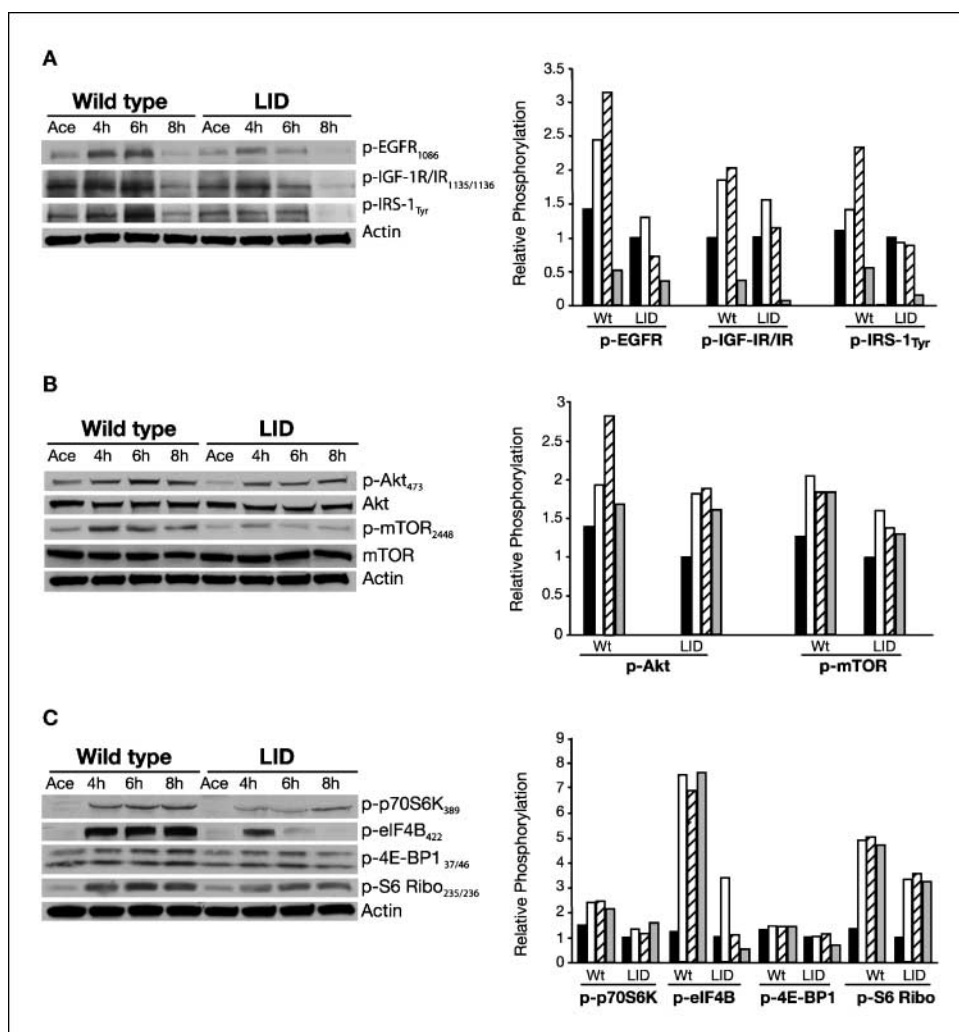 A
Wild type LID
Ace 4h 6h 8h Ace 4h 6h 8h
p-EGFR1086
p-IGF-1R/IR1135/1136
p-IRS-1Tyr
Actin
Relative Phosphorylation
3.5
3
2.5
2
1.5
1
0.5
0
Wt LID Wt LID Wt LID
p-EGFR p-IGF-IR/IR p-IRS-1Tyr
B
Wild type LID
Ace 4h 6h 8h Ace 4h 6h 8h
p-Akt473
Akt
p-mTOR2448
mTOR
Actin
Relative Phosphorylation
3
2.5
2
1.5
1
0.5
0
Wt LID Wt LID
p-Akt p-mTOR
C
Wild type LID
Ace 4h 6h 8h Ace 4h 6h 8h
p-p70S6K389
p-eIF4B422
p-4E-BP1 37/46
p-S6 Ribo235/236
Actin
Relative Phosphorylation
9
8
7
6
5
4
3
2
1
0
Wt LID Wt LID Wt LID Wt LID
p-p70S6K p-eIF4B p-4E-BP1 p-S6 Ribo